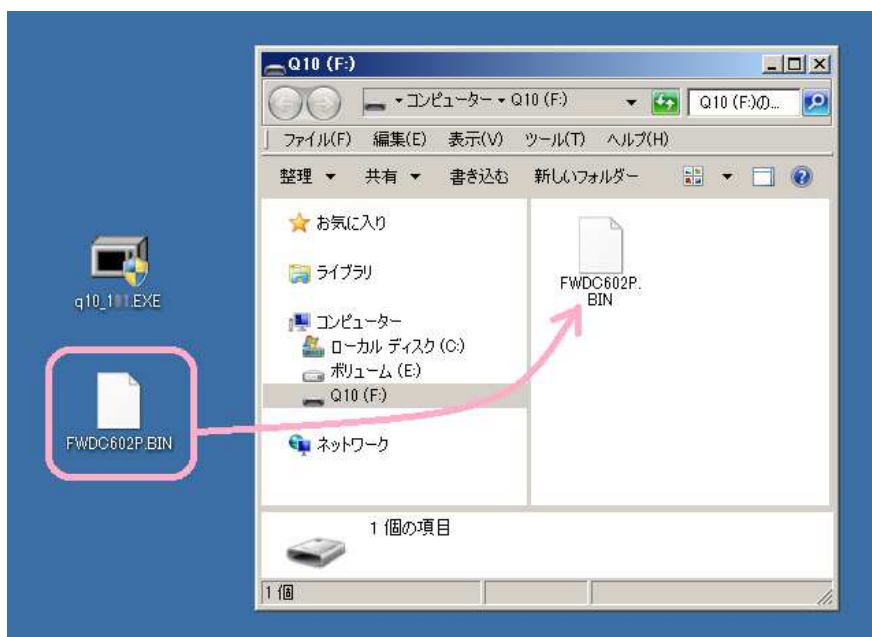 Q10 (F:)
コンピューター
Q10 (F:)
Q10 (F:)の...
ファイル(F)
編集(E)
表示(V)
ツール(T)
ヘルプ(H)
整理
共有
書き込む
新しいフォルダー
お気に入り
ライブラリ
コンピューター
ローカル ディスク (C:)
ボリューム (E:)
Q10 (F:)
ネットワーク
FWDC602P.
BIN
FWDC602P.BIN
1 個の項目
1 個